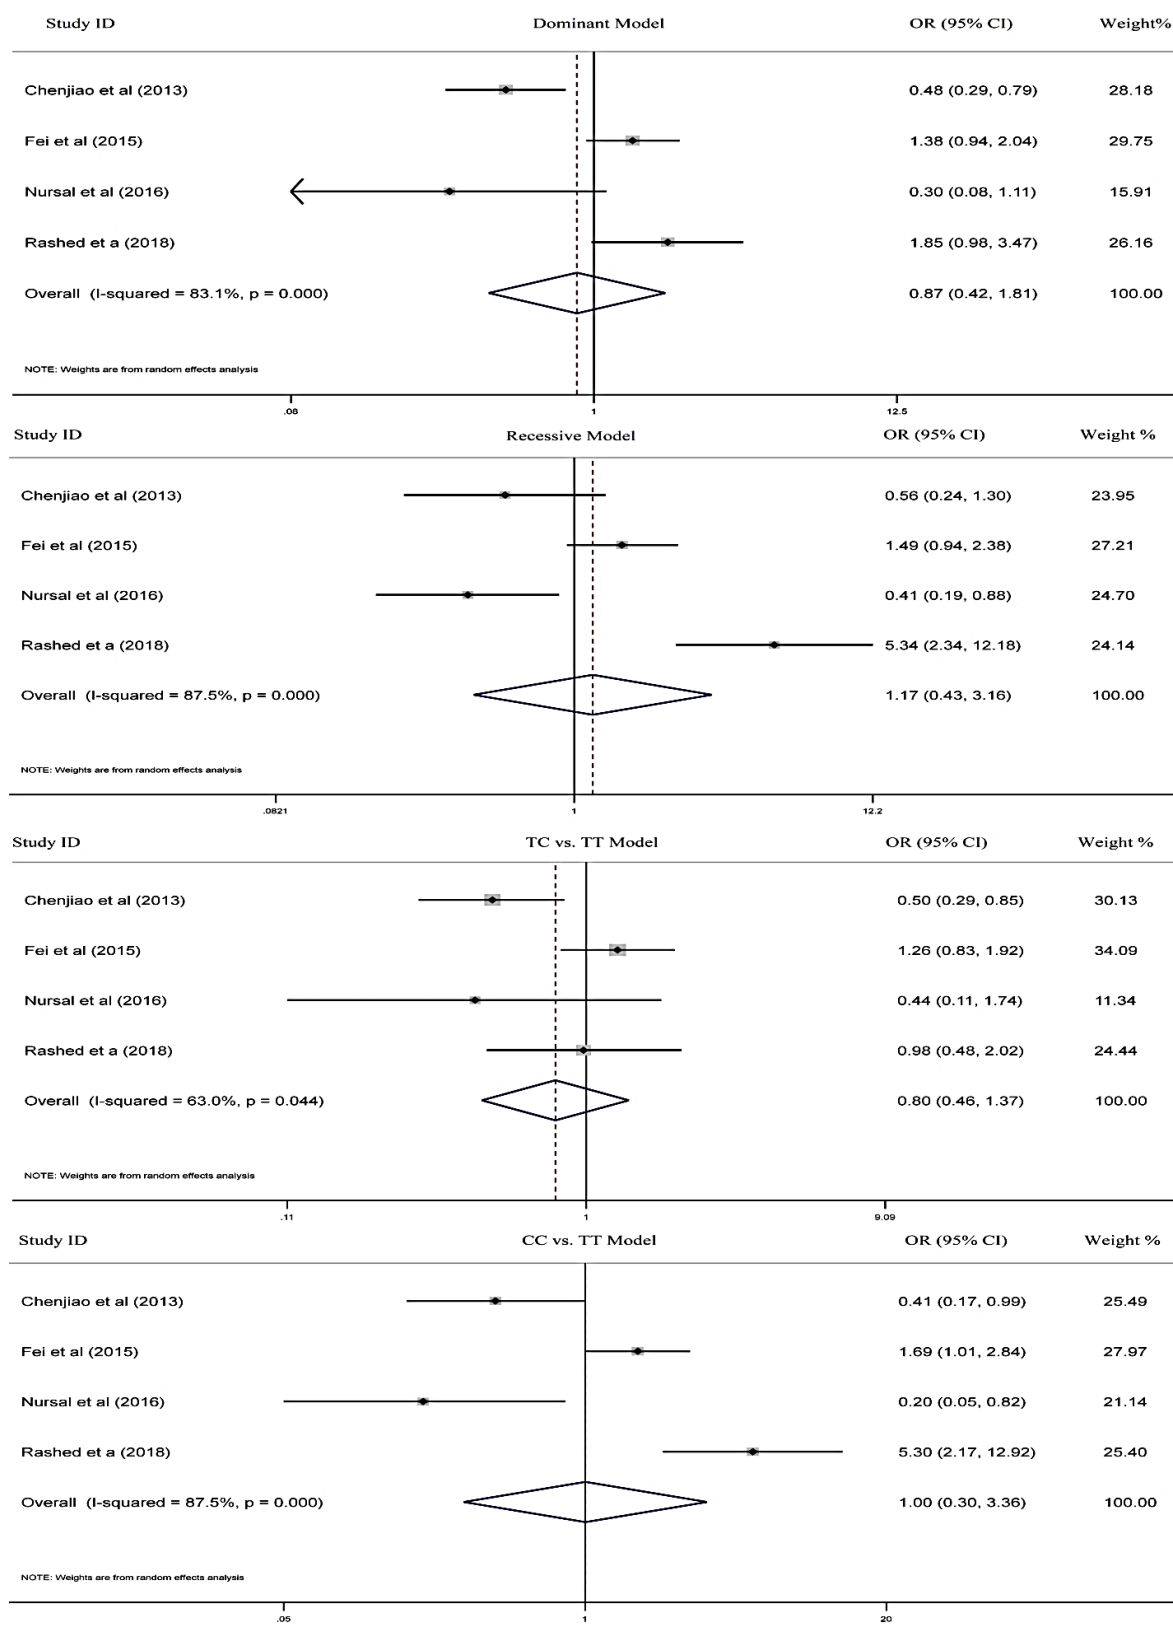 Study ID Dominant Model OR (95% CI) Weight%
Chenjiao et al (2013) 0.48 (0.29, 0.79) 28.18
Fei et al (2015) 1.38 (0.94, 2.04) 29.75
Nursal et al (2016) 0.30 (0.08, 1.11) 15.91
Rashed et a (2018) 1.85 (0.98, 3.47) 26.16
Overall (I-squared = 83.1%, p = 0.000) 0.87 (0.42, 1.81) 100.00
NOTE: Weights are from random effects analysis
.08 1 12.5
Study ID Recessive Model OR (95% CI) Weight %
Chenjiao et al (2013) 0.56 (0.24, 1.30) 23.95
Fei et al (2015) 1.49 (0.94, 2.38) 27.21
Nursal et al (2016) 0.41 (0.19, 0.88) 24.70
Rashed et a (2018) 5.34 (2.34, 12.18) 24.14
Overall (I-squared = 87.5%, p = 0.000) 1.17 (0.43, 3.16) 100.00
NOTE: Weights are from random effects analysis
.0821 1 12.2
Study ID TC vs. TT Model OR (95% CI) Weight %
Chenjiao et al (2013) 0.50 (0.29, 0.85) 30.13
Fei et al (2015) 1.26 (0.83, 1.92) 34.09
Nursal et al (2016) 0.44 (0.11, 1.74) 11.34
Rashed et a (2018) 0.98 (0.48, 2.02) 24.44
Overall (I-squared = 63.0%, p = 0.044) 0.80 (0.46, 1.37) 100.00
NOTE: Weights are from random effects analysis
.11 1 9.09
Study ID CC vs. TT Model OR (95% CI) Weight %
Chenjiao et al (2013) 0.41 (0.17, 0.99) 25.49
Fei et al (2015) 1.69 (1.01, 2.84) 27.97
Nursal et al (2016) 0.20 (0.05, 0.82) 21.14
Rashed et a (2018) 5.30 (2.17, 12.92) 25.40
Overall (I-squared = 87.5%, p = 0.000) 1.00 (0.30, 3.36) 100.00
NOTE: Weights are from random effects analysis
.05 1 20